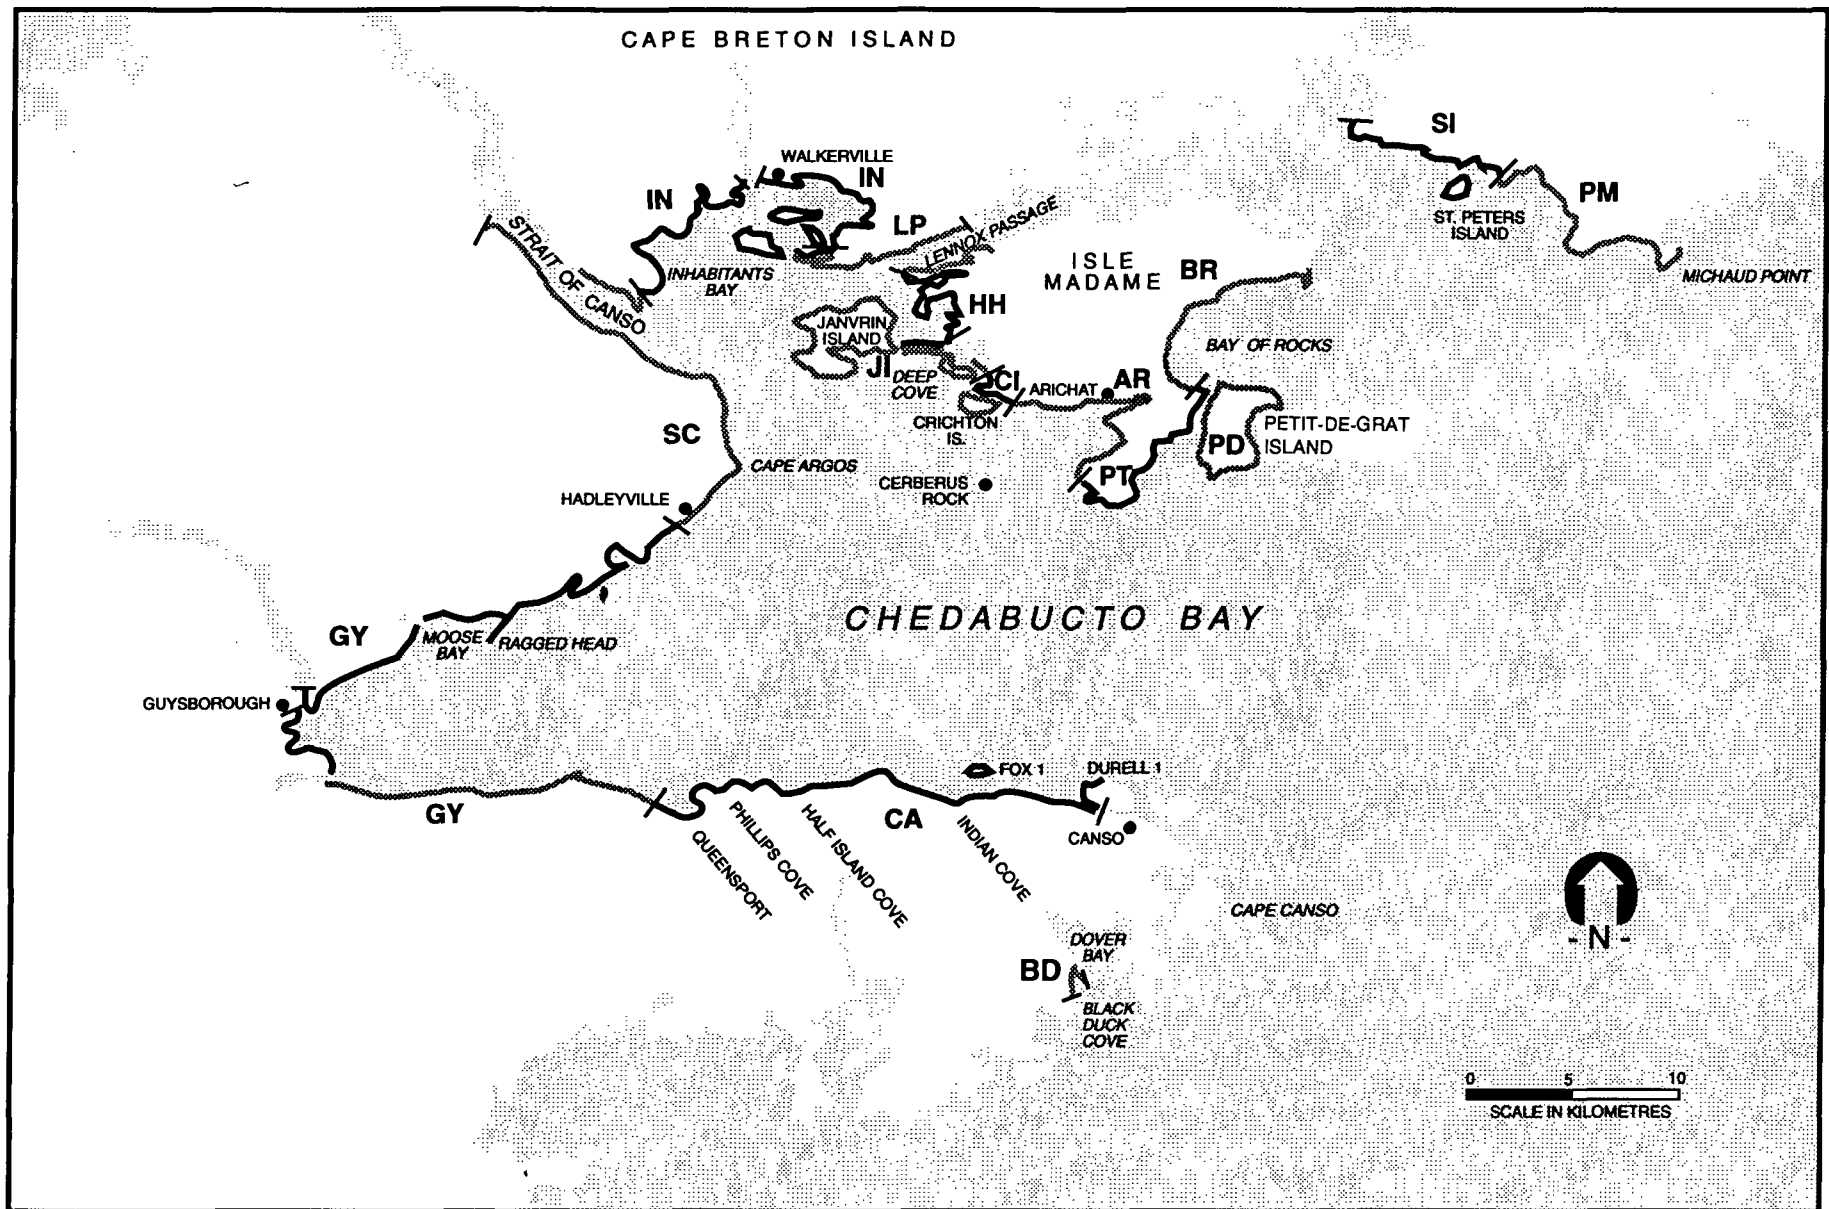 CAPE BRETON ISLAND
SI
WALKERVILLE
IN
IN
PM
ST. PETERS
ISLAND
STRAIT OF CANSO
LP
LENNOX PASSAGE
INHABITANTS
BAY
ISLE
MADAME
BR
MICHAUD POINT
HH
JANVRIN
ISLAND
BAY OF ROCKS
JI
DEEP
COVE
CI
ARICHAT
AR
CRICHTON
IS.
PETIT-DE-GRAT
ISLAND
SC
PD
CAPE ARGOS
PT
CERBERUS
ROCK
HADLEYVILLE
CHEDABUCTO BAY
GY
MOOSE
BAY
RAGGED HEAD
GUYSBOROUGH
FOX 1
DURELL 1
GY
CA
CANSO
QUEENSPORT
PHILLIPS COVE
HALF ISLAND COVE
INDIAN COVE
CAPE CANSO
- N -
DOVER
BAY
BD
BLACK
DUCK
COVE
0 5 10
SCALE IN KILOMETRES